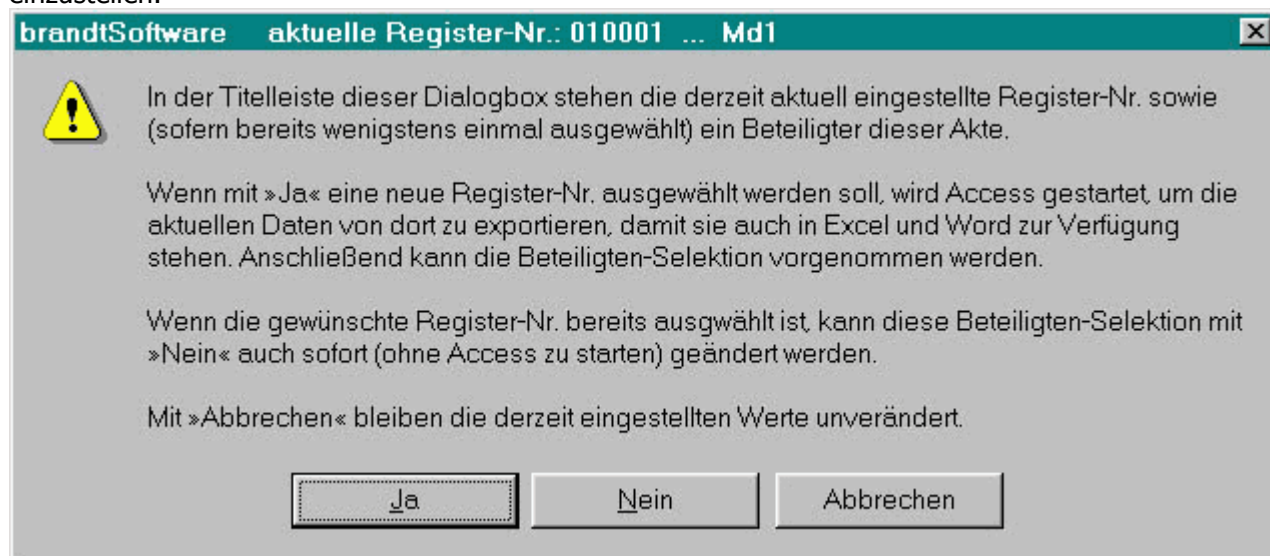 einzustellen.
brandtSoftware aktuelle Register-Nr.: 010001 ... Md1
In der Titelleiste dieser Dialogbox stehen die derzeit aktuell eingestellte Register-Nr. sowie
(sofern bereits wenigstens einmal ausgewählt) ein Beteiligter dieser Akte.
Wenn mit »Ja« eine neue Register-Nr. ausgewählt werden soll, wird Access gestartet, um die
aktuellen Daten von dort zu exportieren, damit sie auch in Excel und Word zur Verfügung
stehen. Anschließend kann die Beteiligten-Selektion vorgenommen werden.
Wenn die gewünschte Register-Nr. bereits ausgwählt ist, kann diese Beteiligten-Selektion mit
»Nein« auch sofort (ohne Access zu starten) geändert werden.
Mit »Abbrechen« bleiben die derzeit eingestellten Werte unverändert.
Ja Nein Abbrechen